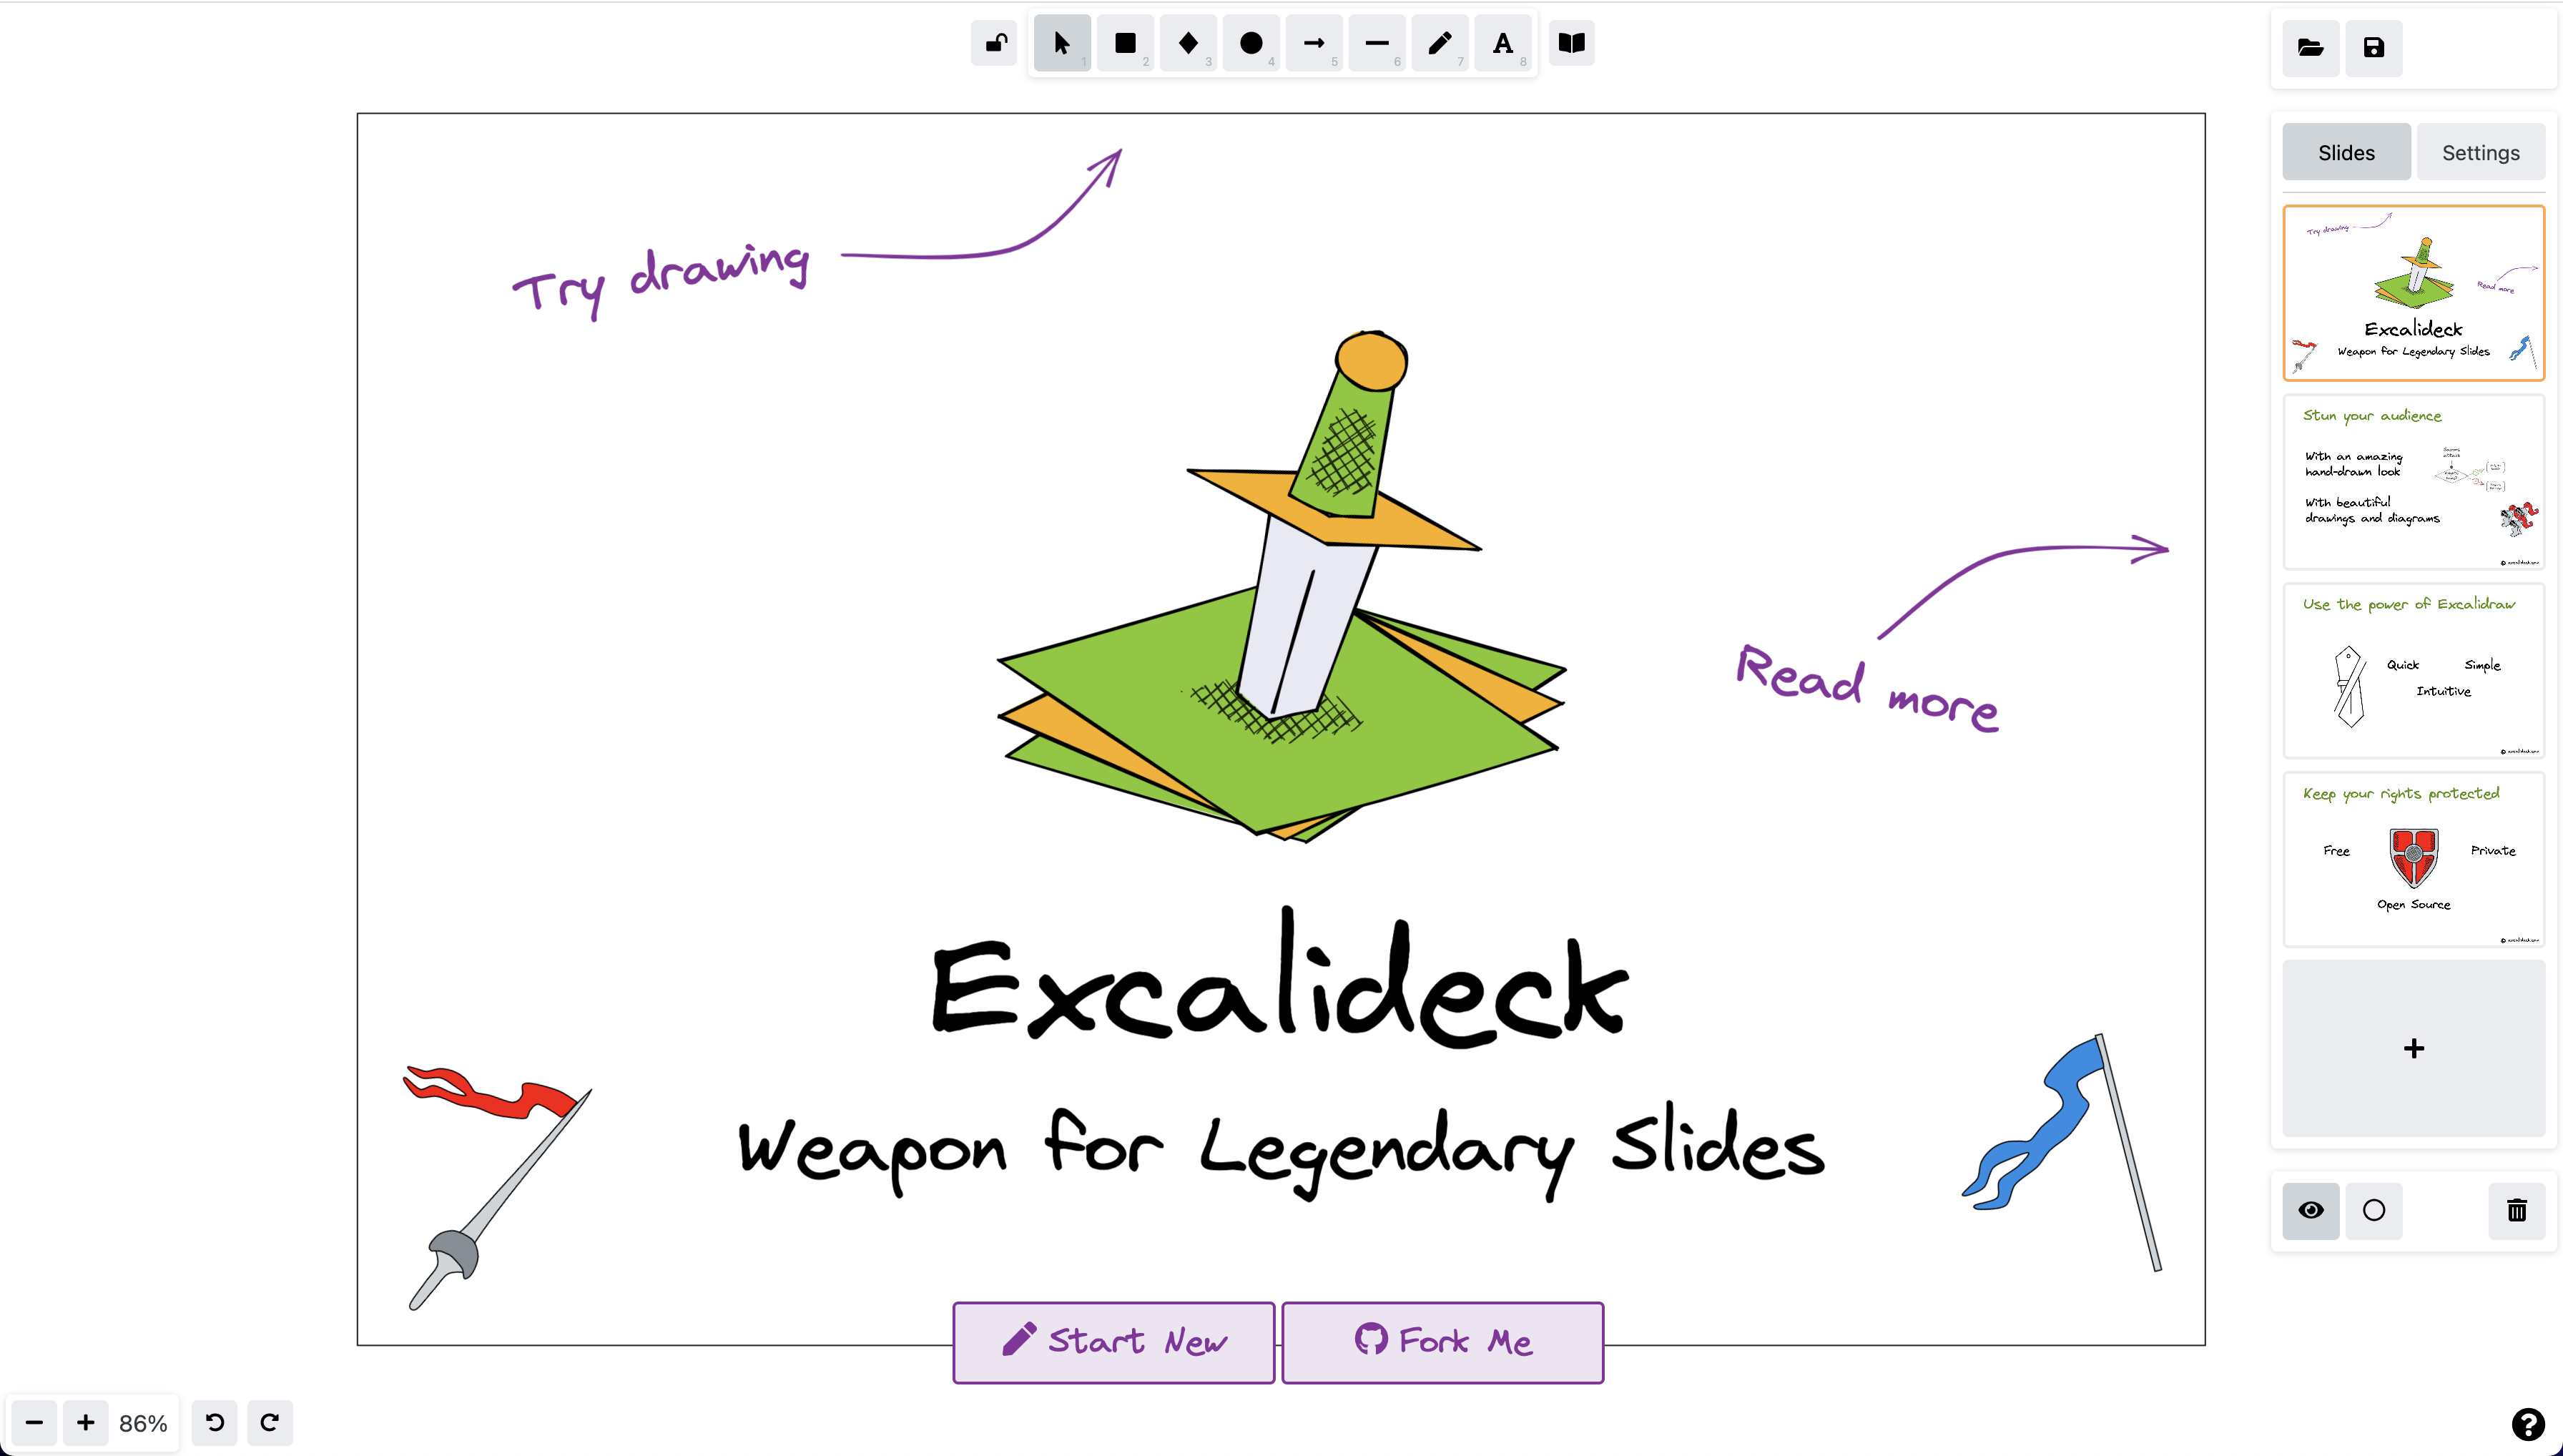 1
2
3
4
5
6
7
8
Slides
Settings
Try drawing
Read more
Excalideck
Weapon for Legendary Slides
Start New
Fork Me
Try drawing
Read more
Excalideck
Weapon for Legendary Slides
Stun your audience
With an amazing
hand-drawn look
With beautiful
drawings and diagrams
Use the power of Excalidraw
Quick
Simple
Intuitive
Keep your rights protected
Free
Private
Open Source
+
86%